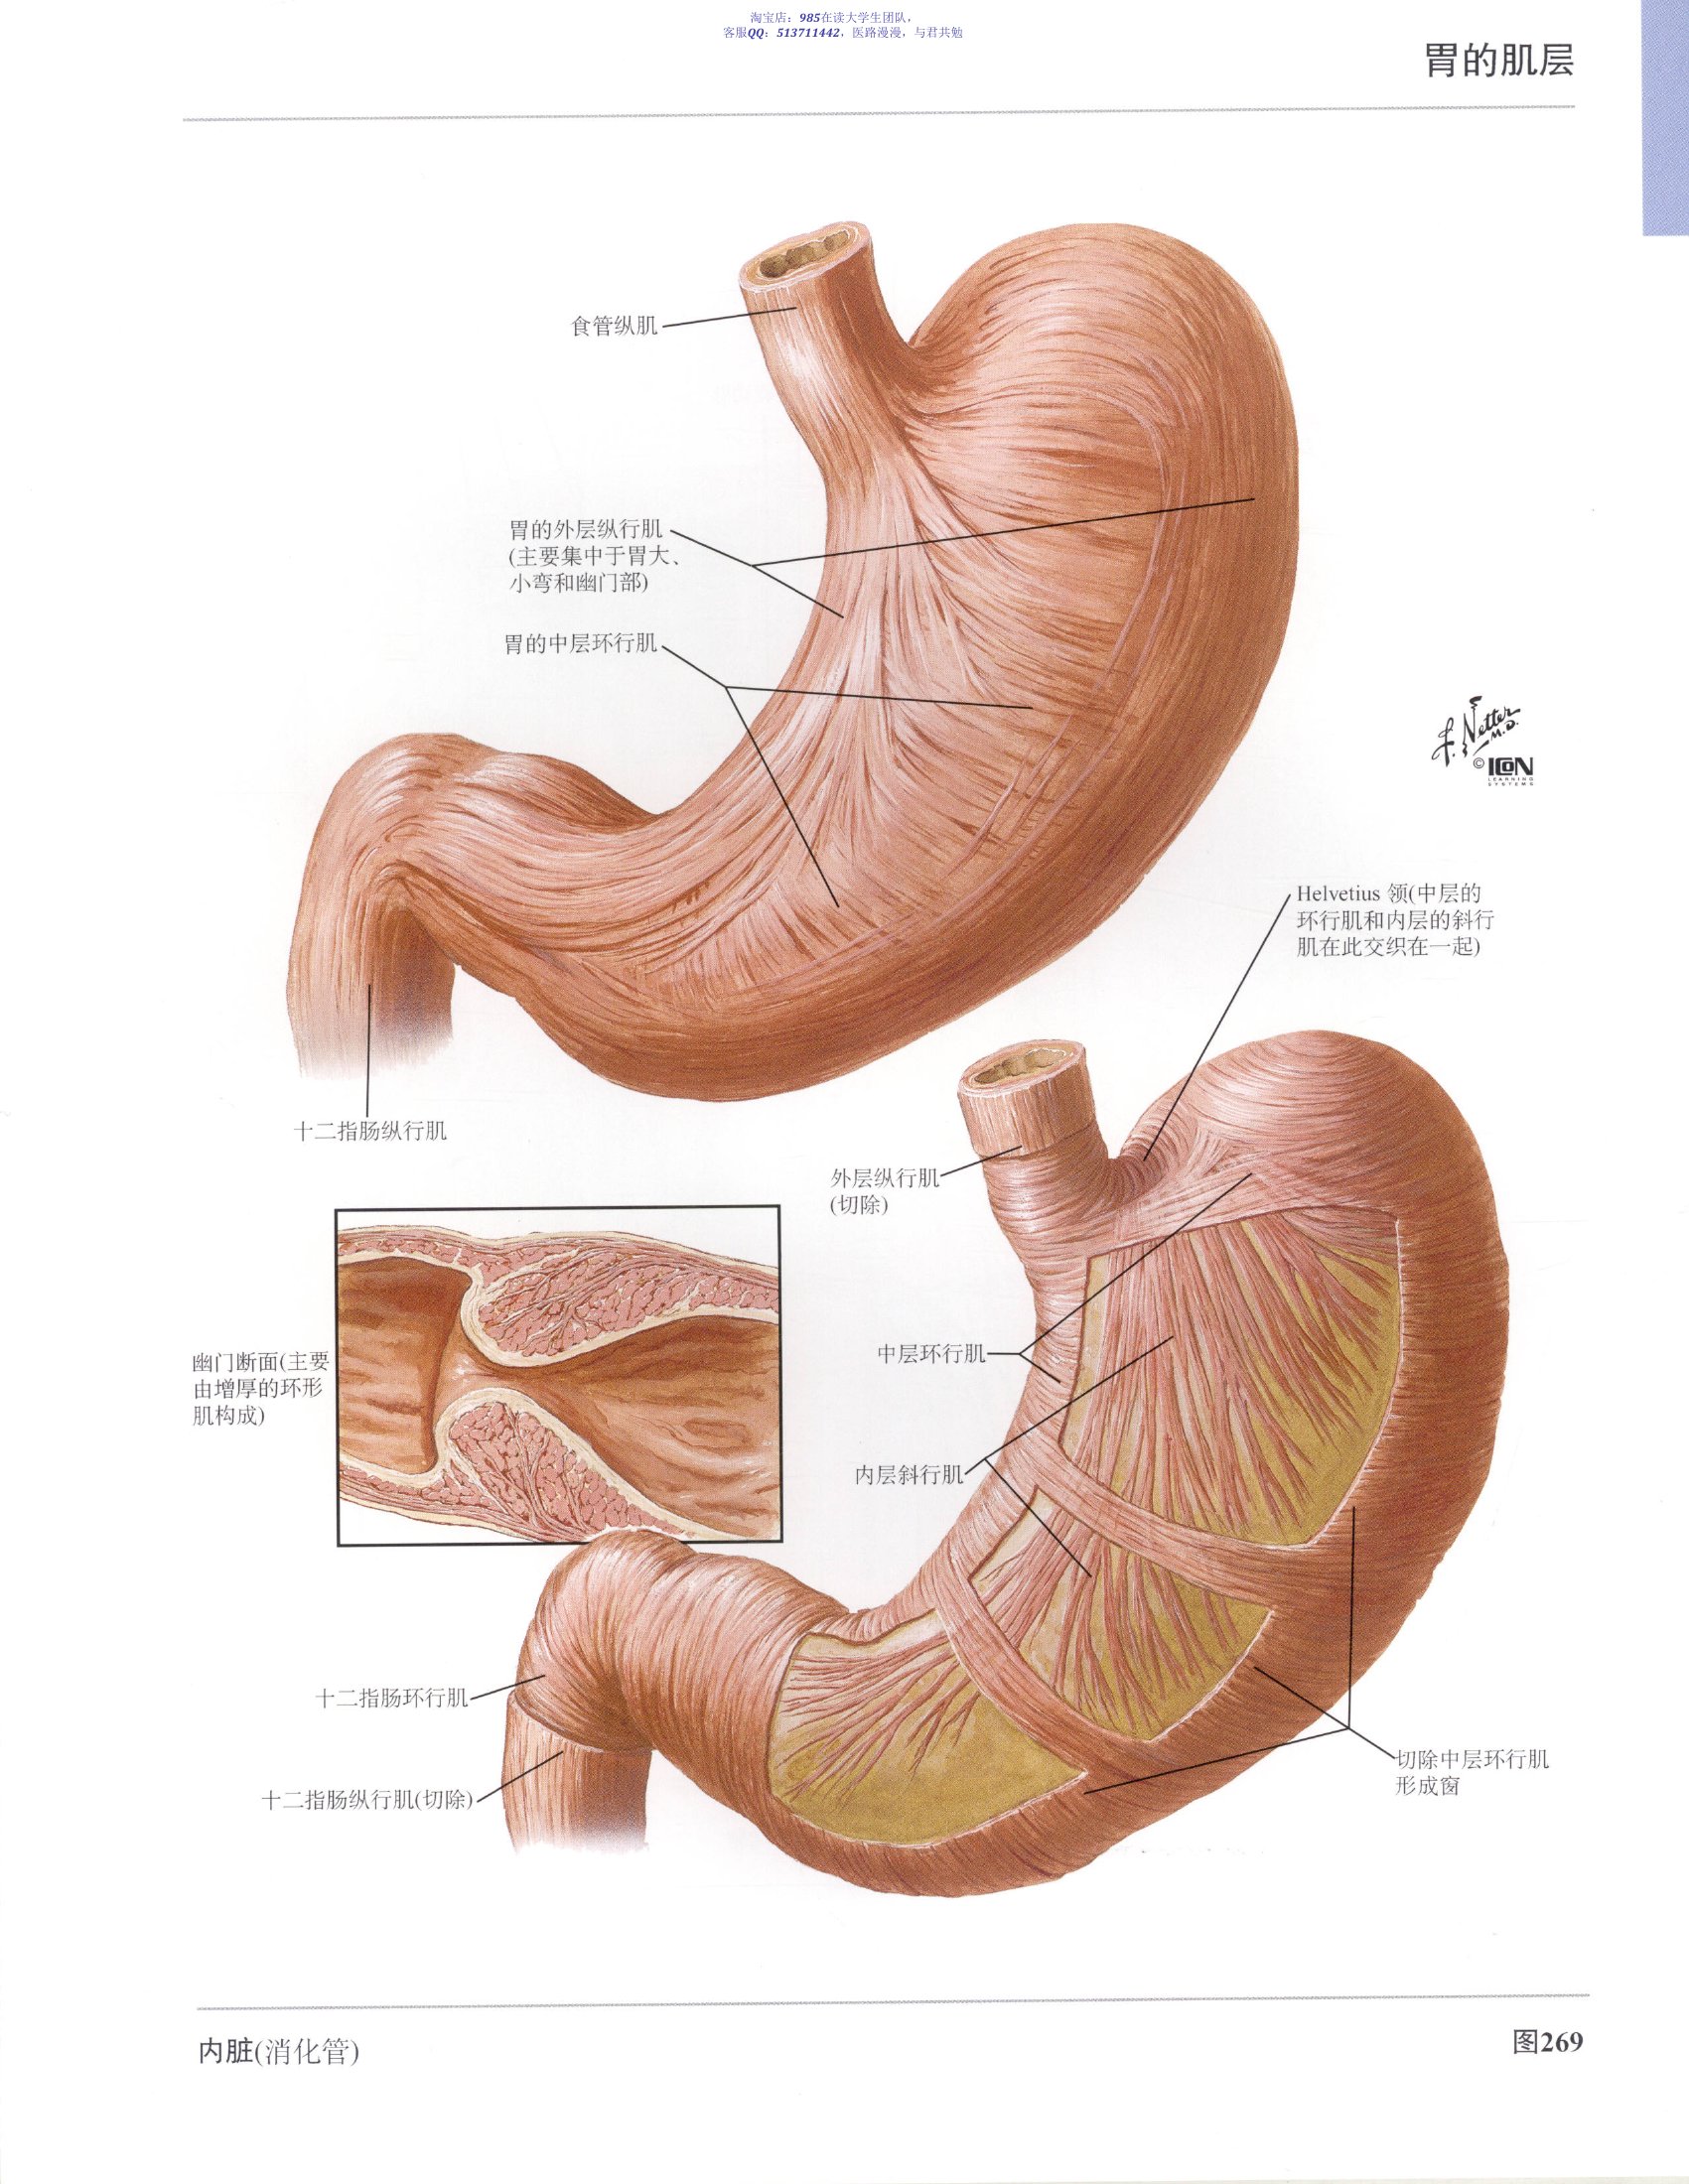 淘宝店：985在读大学生团队，
客服QQ：513711442，医路漫漫，与君共勉
胃的肌层
食管纵肌
胃的外层纵行肌
(主要集中于胃大、
小弯和幽门部)
胃的中层环行肌
F. Netter
M.D.
© ICON
LEARNING
SYSTEMS
Helvetius 领(中层的
环行肌和内层的斜行
肌在此交织在一起)
十二指肠纵行肌
外层纵行肌
(切除)
幽门断面(主要
由增厚的环形
肌构成)
中层环行肌
内层斜行肌
十二指肠环行肌
十二指肠纵行肌(切除)
切除中层环行肌
形成窗
内脏(消化管)
图269